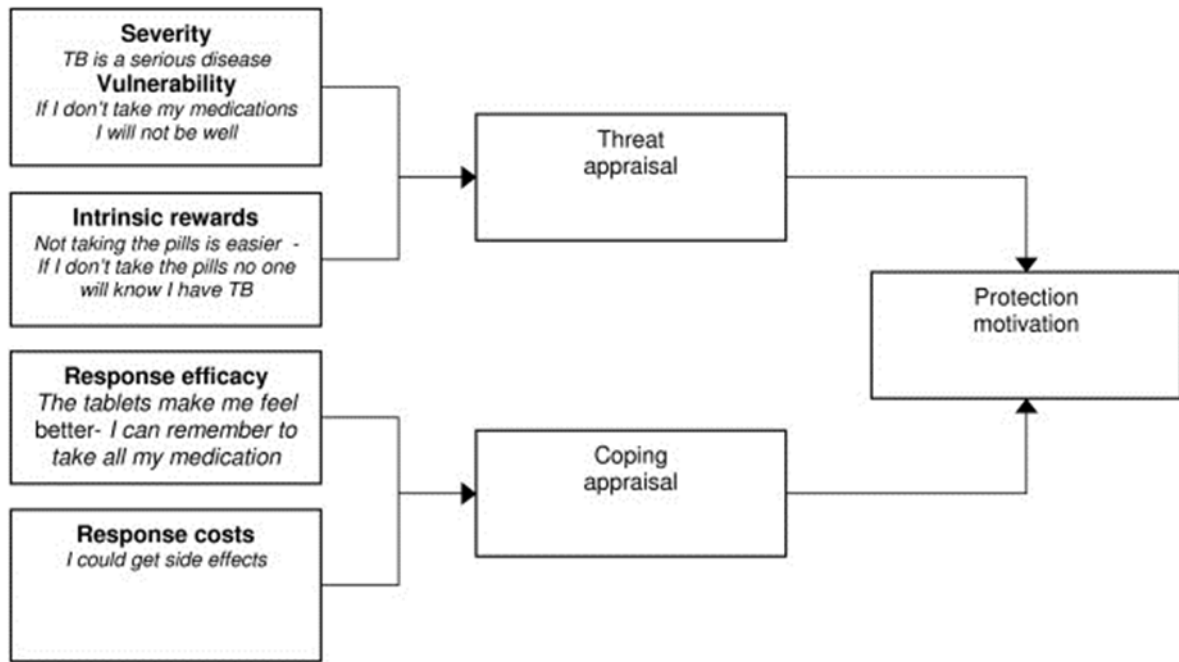 Severity
TB is a serious disease
Vulnerability
If I don't take my medications
I will not be well
Intrinsic rewards
Not taking the pills is easier -
If I don't take the pills no one
will know I have TB
Response efficacy
The tablets make me feel
better- I can remember to
take all my medication
Response costs
I could get side effects
Threat
appraisal
Coping
appraisal
Protection
motivation